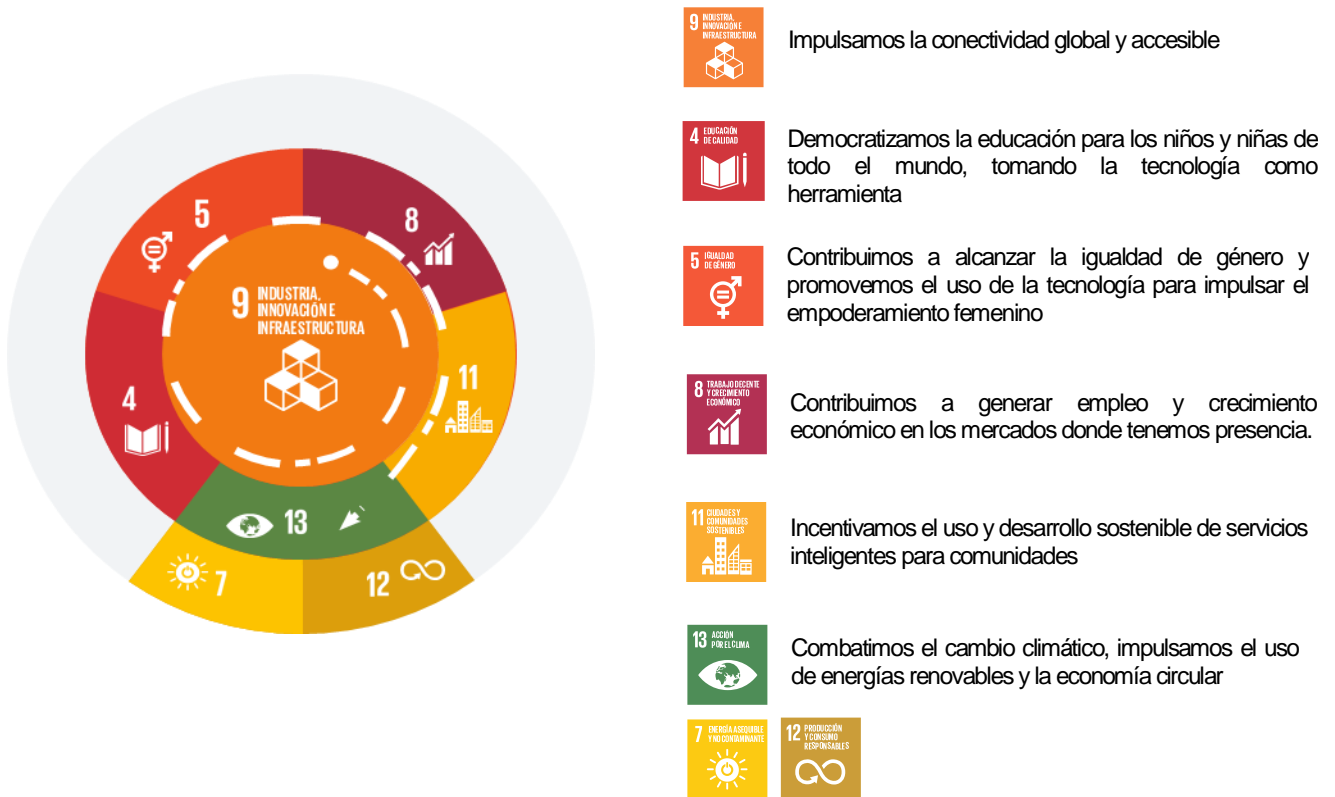 5
8
9 INDUSTRIA,
INNOVACIÓN E
INFRAESTRUCTURA
4
11
13
7
12
9 INDUSTRIA,
INNOVACIÓN E
INFRAESTRUCTURA
Impulsamos la conectividad global y accesible
4 EDUCACIÓN
DE CALIDAD
Democratizamos la educación para los niños y niñas de
todo el mundo, tomando la tecnología como
herramienta
5 IGUALDAD
DE GÉNERO
Contribuimos a alcanzar la igualdad de género y
promovemos el uso de la tecnología para impulsar el
empoderamiento femenino
8 TRABAJO DECENTE
Y CRECIMIENTO
ECONÓMICO
Contribuimos a generar empleo y crecimiento
económico en los mercados donde tenemos presencia.
11 CIUDADES Y
COMUNIDADES
SOSTENIBLES
Incentivamos el uso y desarrollo sostenible de servicios
inteligentes para comunidades
13 ACCIÓN
POR EL CLIMA
Combatimos el cambio climático, impulsamos el uso
de energías renovables y la economía circular
7 ENERGÍA ASEQUIBLE
Y NO CONTAMINANTE
12 PRODUCCIÓN
Y CONSUMO
RESPONSABLES